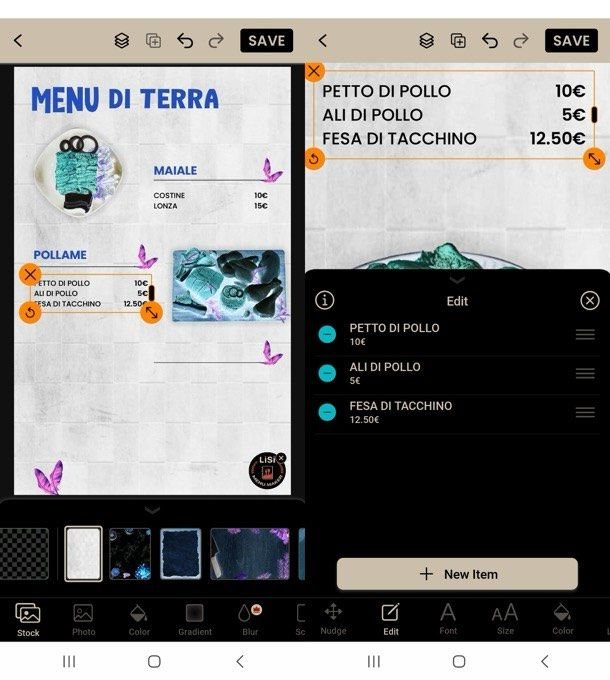 SAVE
MENU DI TERRA
MAIALE
COSTINE 10€
LONZA 15€
POLLAME
PETTO DI POLLO 10€
ALI DI POLLO 5€
FESA DI TACCHINO 12.50€
LiSi
MENU MAKER
Stock
Photo
Color
Gradient
Blur
Sc
SAVE
PETTO DI POLLO 10€
ALI DI POLLO 5€
FESA DI TACCHINO 12.50€
Edit
PETTO DI POLLO
10€
ALI DI POLLO
5€
FESA DI TACCHINO
12.50€
+ New Item
Nudge
Edit
Font
Size
Color